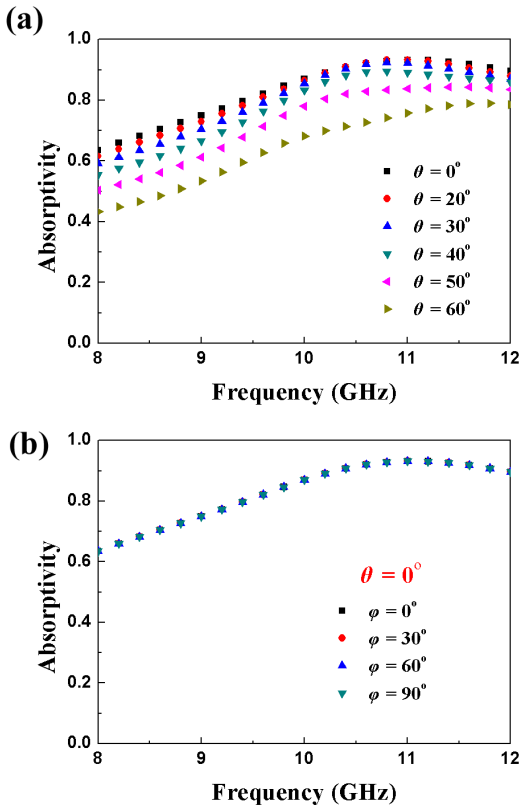 (a)
1.0
0.8
0.6
0.4
0.2
0.0
Absorptivity
θ = 0°
θ = 20°
θ = 30°
θ = 40°
θ = 50°
θ = 60°
8 9 10 11 12
Frequency (GHz)
(b)
1.0
0.8
0.6
0.4
0.2
0.0
Absorptivity
θ = 0°
φ = 0°
φ = 30°
φ = 60°
φ = 90°
8 9 10 11 12
Frequency (GHz)